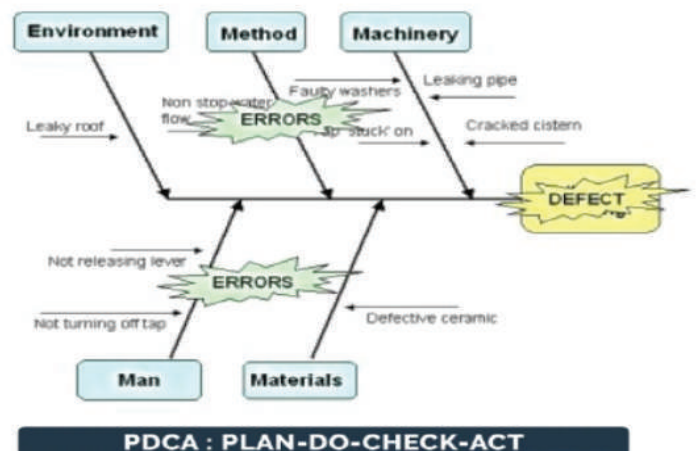 Environment
Method
Machinery
Leaking pipe
Faulty washers
Non stop water
flow
ERRORS
'stuck' on
Cracked cistern
Leaky roof
DEFECT
Not releasing lever
ERRORS
Not turning off tap
Defective ceramic
Man
Materials
PDCA : PLAN-DO-CHECK-ACT